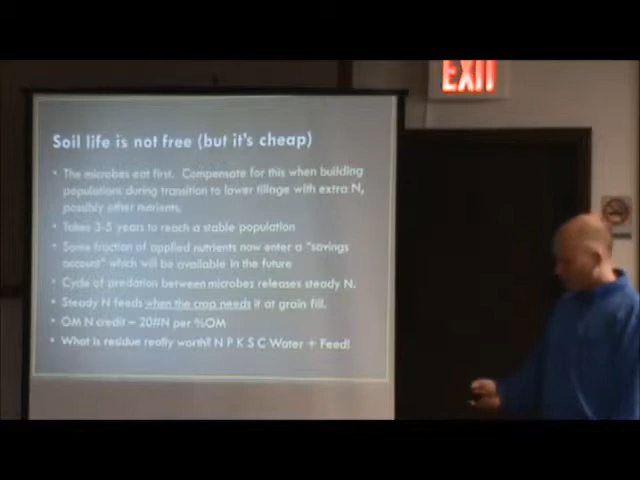 EXIT
Soil life is not free (but it's cheap)
• The microbes eat first. Compensate for this when building
populations during transition to lower tillage with extra N,
possibly other nutrients.
• Takes 3-5 years to reach a stable population
• Some fraction of applied nutrients now enter a "savings
account" which will be available in the future
• Cycle of predation between microbes releases steady N.
• Steady N feeds when the crop needs it at grain fill.
• OM N credit – 20#N per %OM
• What is residue really worth? N P K S C Water + Feed!